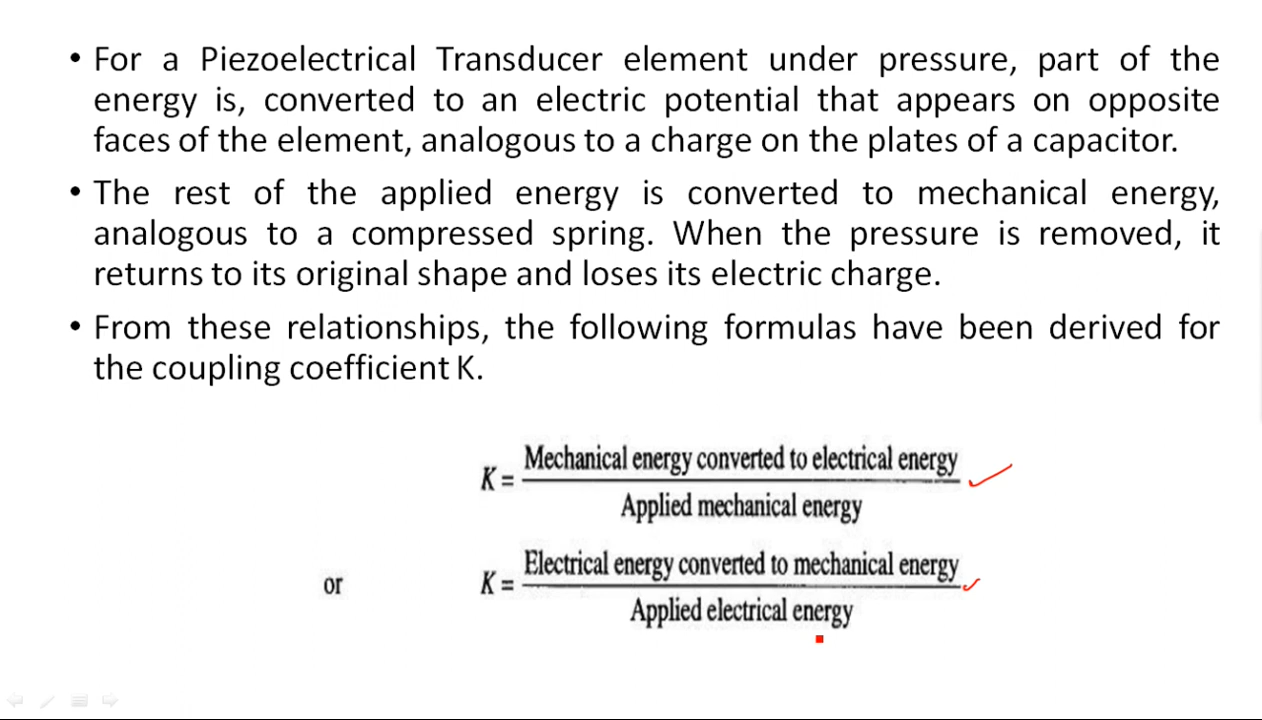 • For a Piezoelectrical Transducer element under pressure, part of the
energy is, converted to an electric potential that appears on opposite
faces of the element, analogous to a charge on the plates of a capacitor.
• The rest of the applied energy is converted to mechanical energy,
analogous to a compressed spring. When the pressure is removed, it
returns to its original shape and loses its electric charge.
• From these relationships, the following formulas have been derived for
the coupling coefficient K.
Mechanical energy converted to electrical energy
K =
Applied mechanical energy
Electrical energy converted to mechanical energy
or K =
Applied electrical energy